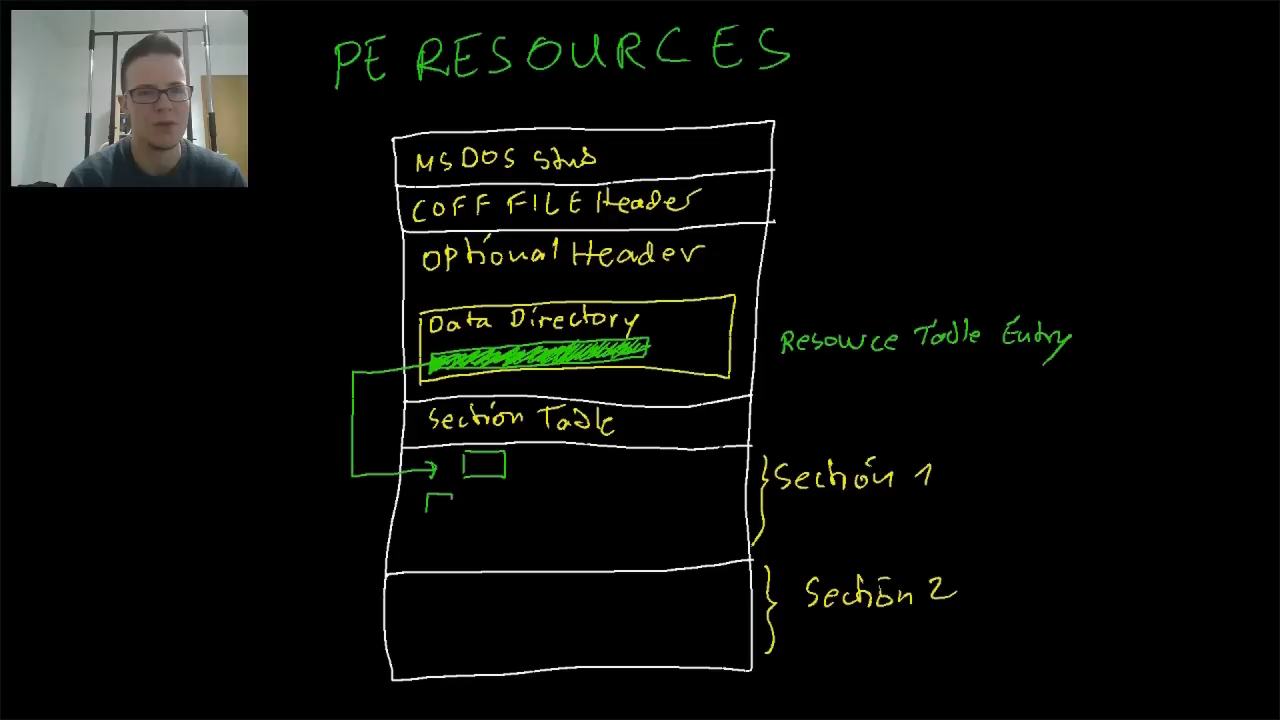 PE RESOURCES
MSDOS Stub
COFF FILE Header
Optional Header
Data Directory
Resource Table Entry
Section Table
Section 1
Section 2